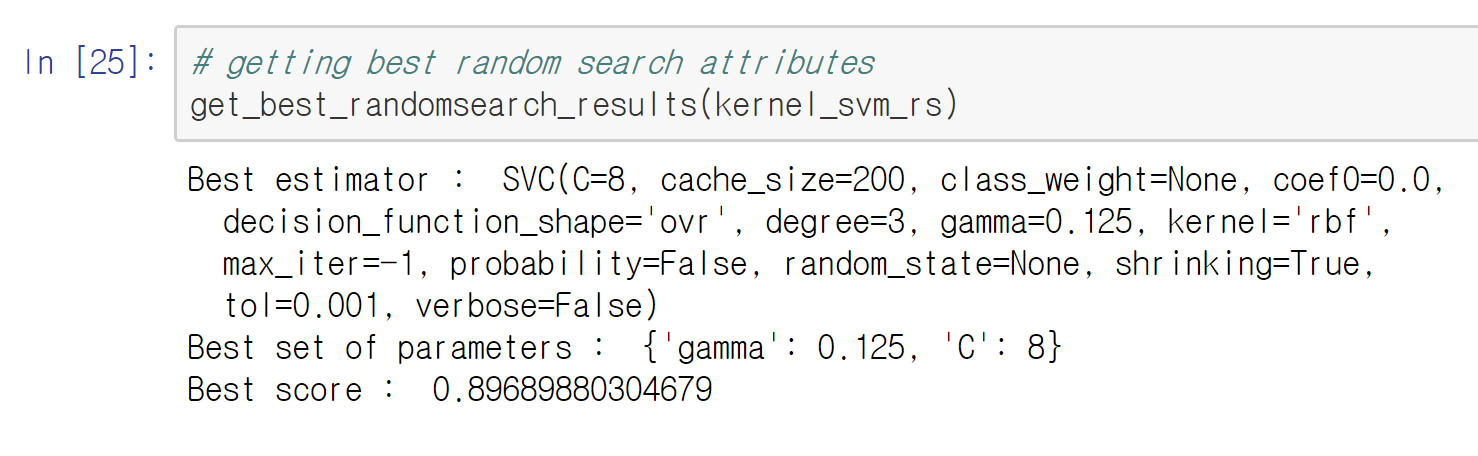 In [25]:
# getting best random search attributes
get_best_randomsearch_results(kernel_svm_rs)
Best estimator :  SVC(C=8, cache_size=200, class_weight=None, coef0=0.0,
  decision_function_shape='ovr', degree=3, gamma=0.125, kernel='rbf',
  max_iter=-1, probability=False, random_state=None, shrinking=True,
  tol=0.001, verbose=False)
Best set of parameters :  {'gamma': 0.125, 'C': 8}
Best score :  0.89689880304679